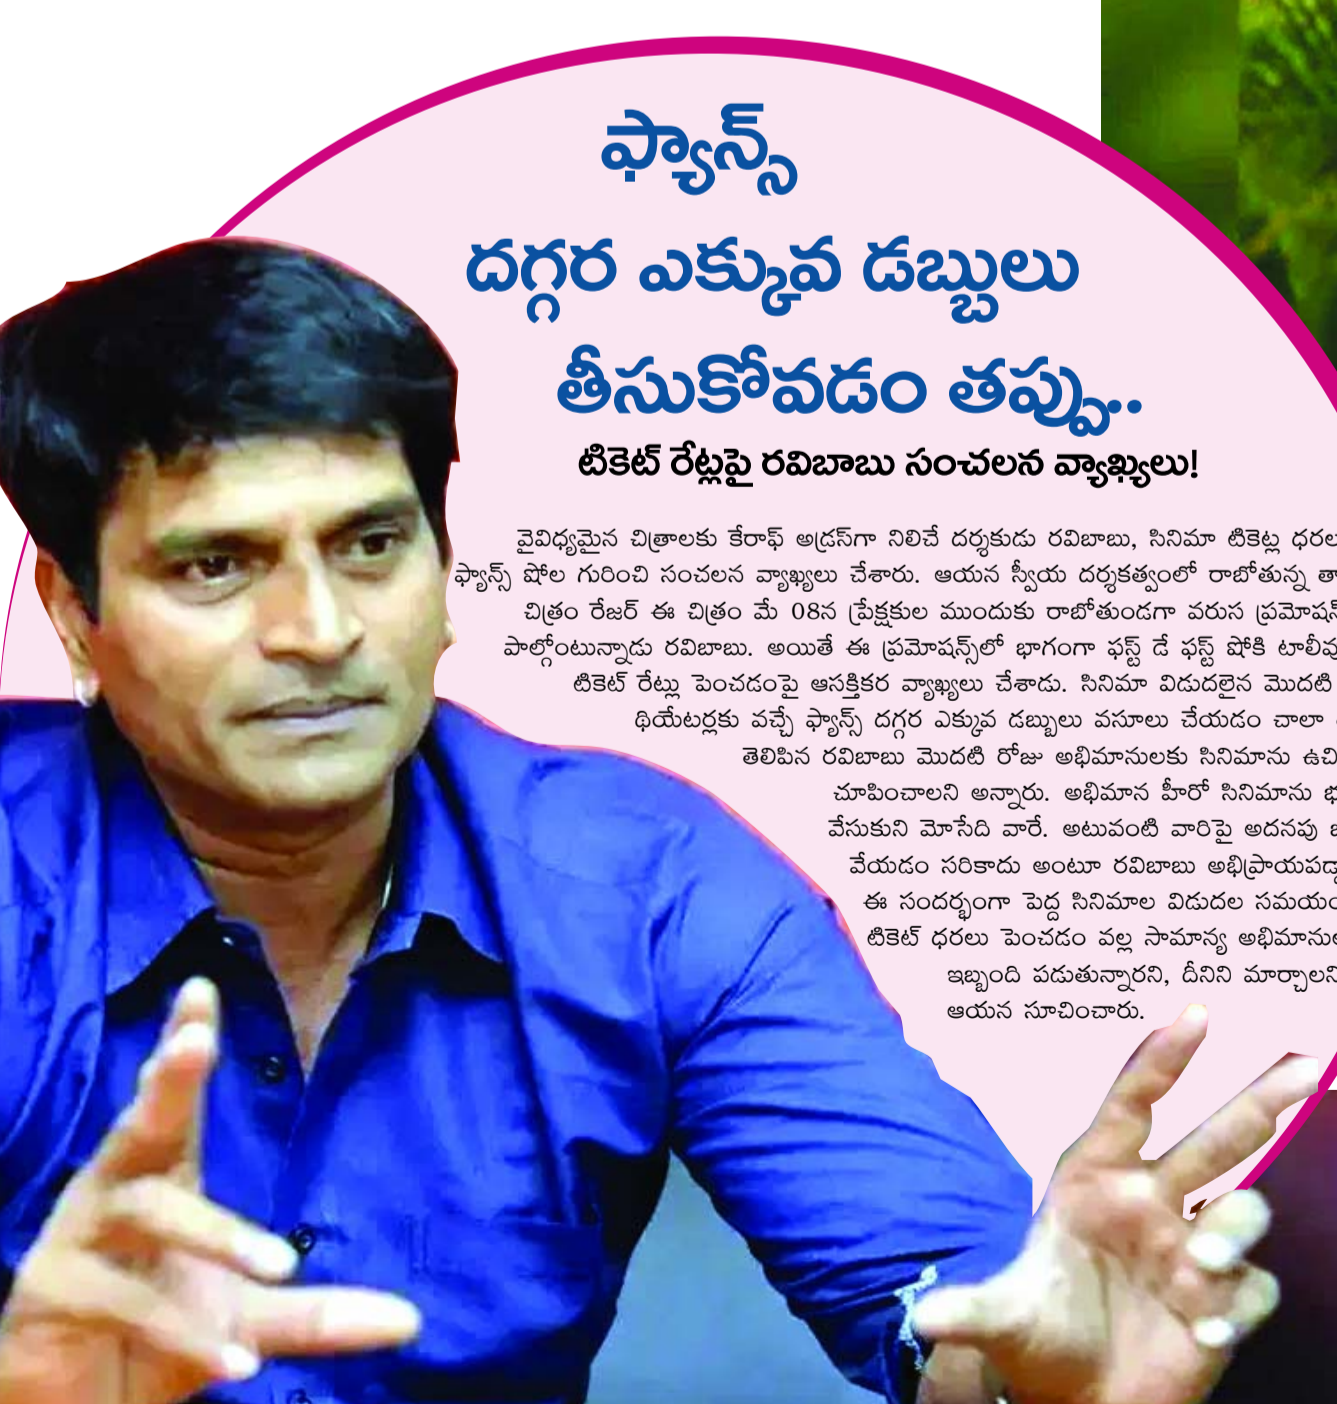 ఫ్యాన్స్
దగ్గర ఎక్కువ డబ్బులు
తీసుకోవడం తప్పు..
టికెట్ రేట్లపై రవిబాబు సంచలన వ్యాఖ్యలు!
వైవిధ్యమైన చిత్రాలకు కేరాఫ్ అడ్రస్‌గా నిలిచే దర్శకుడు రవిబాబు, సినిమా టికెట్ల
ఫ్యాన్స్ షోల గురించి సంచలన వ్యాఖ్యలు చేశారు. ఆయన స్వీయ దర్శకత్వంలో రాబోతున్న
చిత్రం రేజర్ ఈ చిత్రం మే 08న ప్రేక్షకుల ముందుకు రాబోతుండగా వరుస
పాల్గోంటున్నాడు రవిబాబు. అయితే ఈ ప్రమోషన్స్‌లో భాగంగా ఫస్ట్ డే ఫస్ట్ షోకి
టికెట్ రేట్లు పెంచడంపై ఆసక్తికర వ్యాఖ్యలు చేశాడు. సినిమా విడుదలైన మొదటి
థియేటర్లకు వచ్చే ఫ్యాన్స్ దగ్గర ఎక్కువ డబ్బులు వసూలు చేయడం చాలా
తెలిపిన రవిబాబు మొదటి రోజు అభిమానులకు సినిమాను
చూపించాలని అన్నారు. అభిమాన హీరో సినిమాను
వేసుకుని మోసేది వారే. అటువంటి వారిపై అదనపు
వేయడం సరికాదు అంటూ రవిబాబు
ఈ సందర్భంగా పెద్ద సినిమాల విడుదల
టికెట్ ధరలు పెంచడం వల్ల సామాన్య
ఇబ్బంది పడుతున్నారని, దీనిని మార్చాలని
ఆయన సూచించారు.